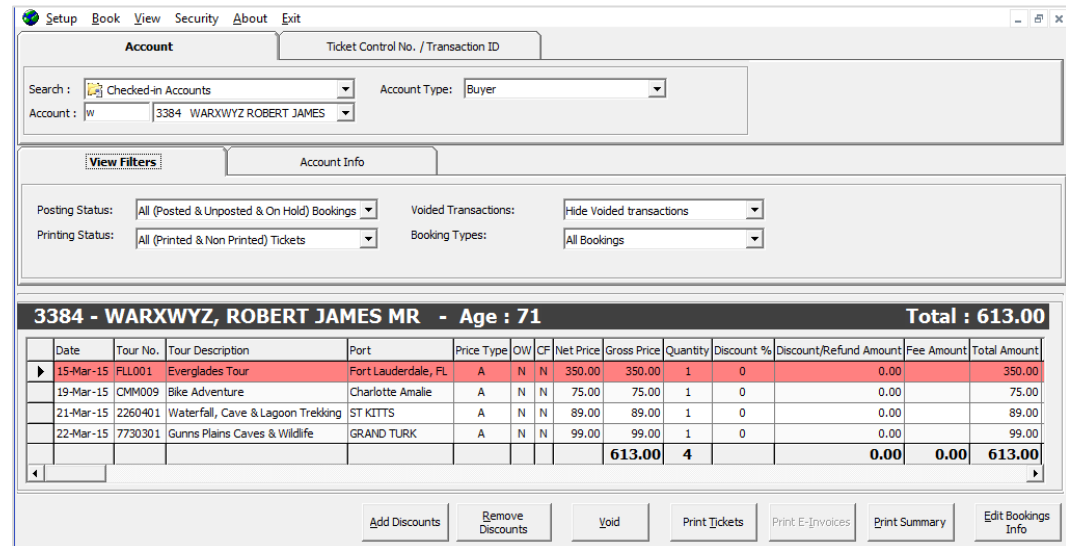 Setup Book View Security About Exit
Account Ticket Control No. / Transaction ID
Search : Checked-in Accounts Account Type: Buyer
Account : w 3384 WARXWYZ ROBERT JAMES
View Filters Account Info
Posting Status: All (Posted & Unposted & On Hold) Bookings Voided Transactions: Hide Voided transactions
Printing Status: All (Printed & Non Printed) Tickets Booking Types: All Bookings
3384 - WARXWYZ, ROBERT JAMES MR - Age : 71 Total : 613.00
Date Tour No. Tour Description Port Price Type OW CF Net Price Gross Price Quantity Discount % Discount/Refund Amount Fee Amount Total Amount
15-Mar-15 FLL001 Everglades Tour Fort Lauderdale, FL A N N 350.00 350.00 1 0 0.00 350.00
19-Mar-15 CMM009 Bike Adventure Charlotte Amalie A N N 75.00 75.00 1 0 0.00 75.00
21-Mar-15 2260401 Waterfall, Cave & Lagoon Trekking ST KITTS A N N 89.00 89.00 1 0 0.00 89.00
22-Mar-15 7730301 Gunns Plains Caves & Wildlife GRAND TURK A N N 99.00 99.00 1 0 0.00 99.00
613.00 4 0.00 0.00 613.00
Add Discounts Remove Discounts Void Print Tickets Print E-Invoices Print Summary Edit Bookings Info